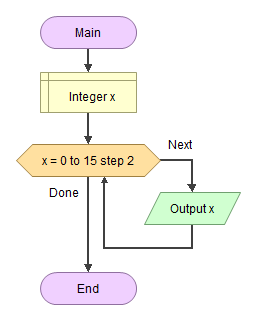 Main
Integer x
x = 0 to 15 step 2
Next
Done
Output x
End